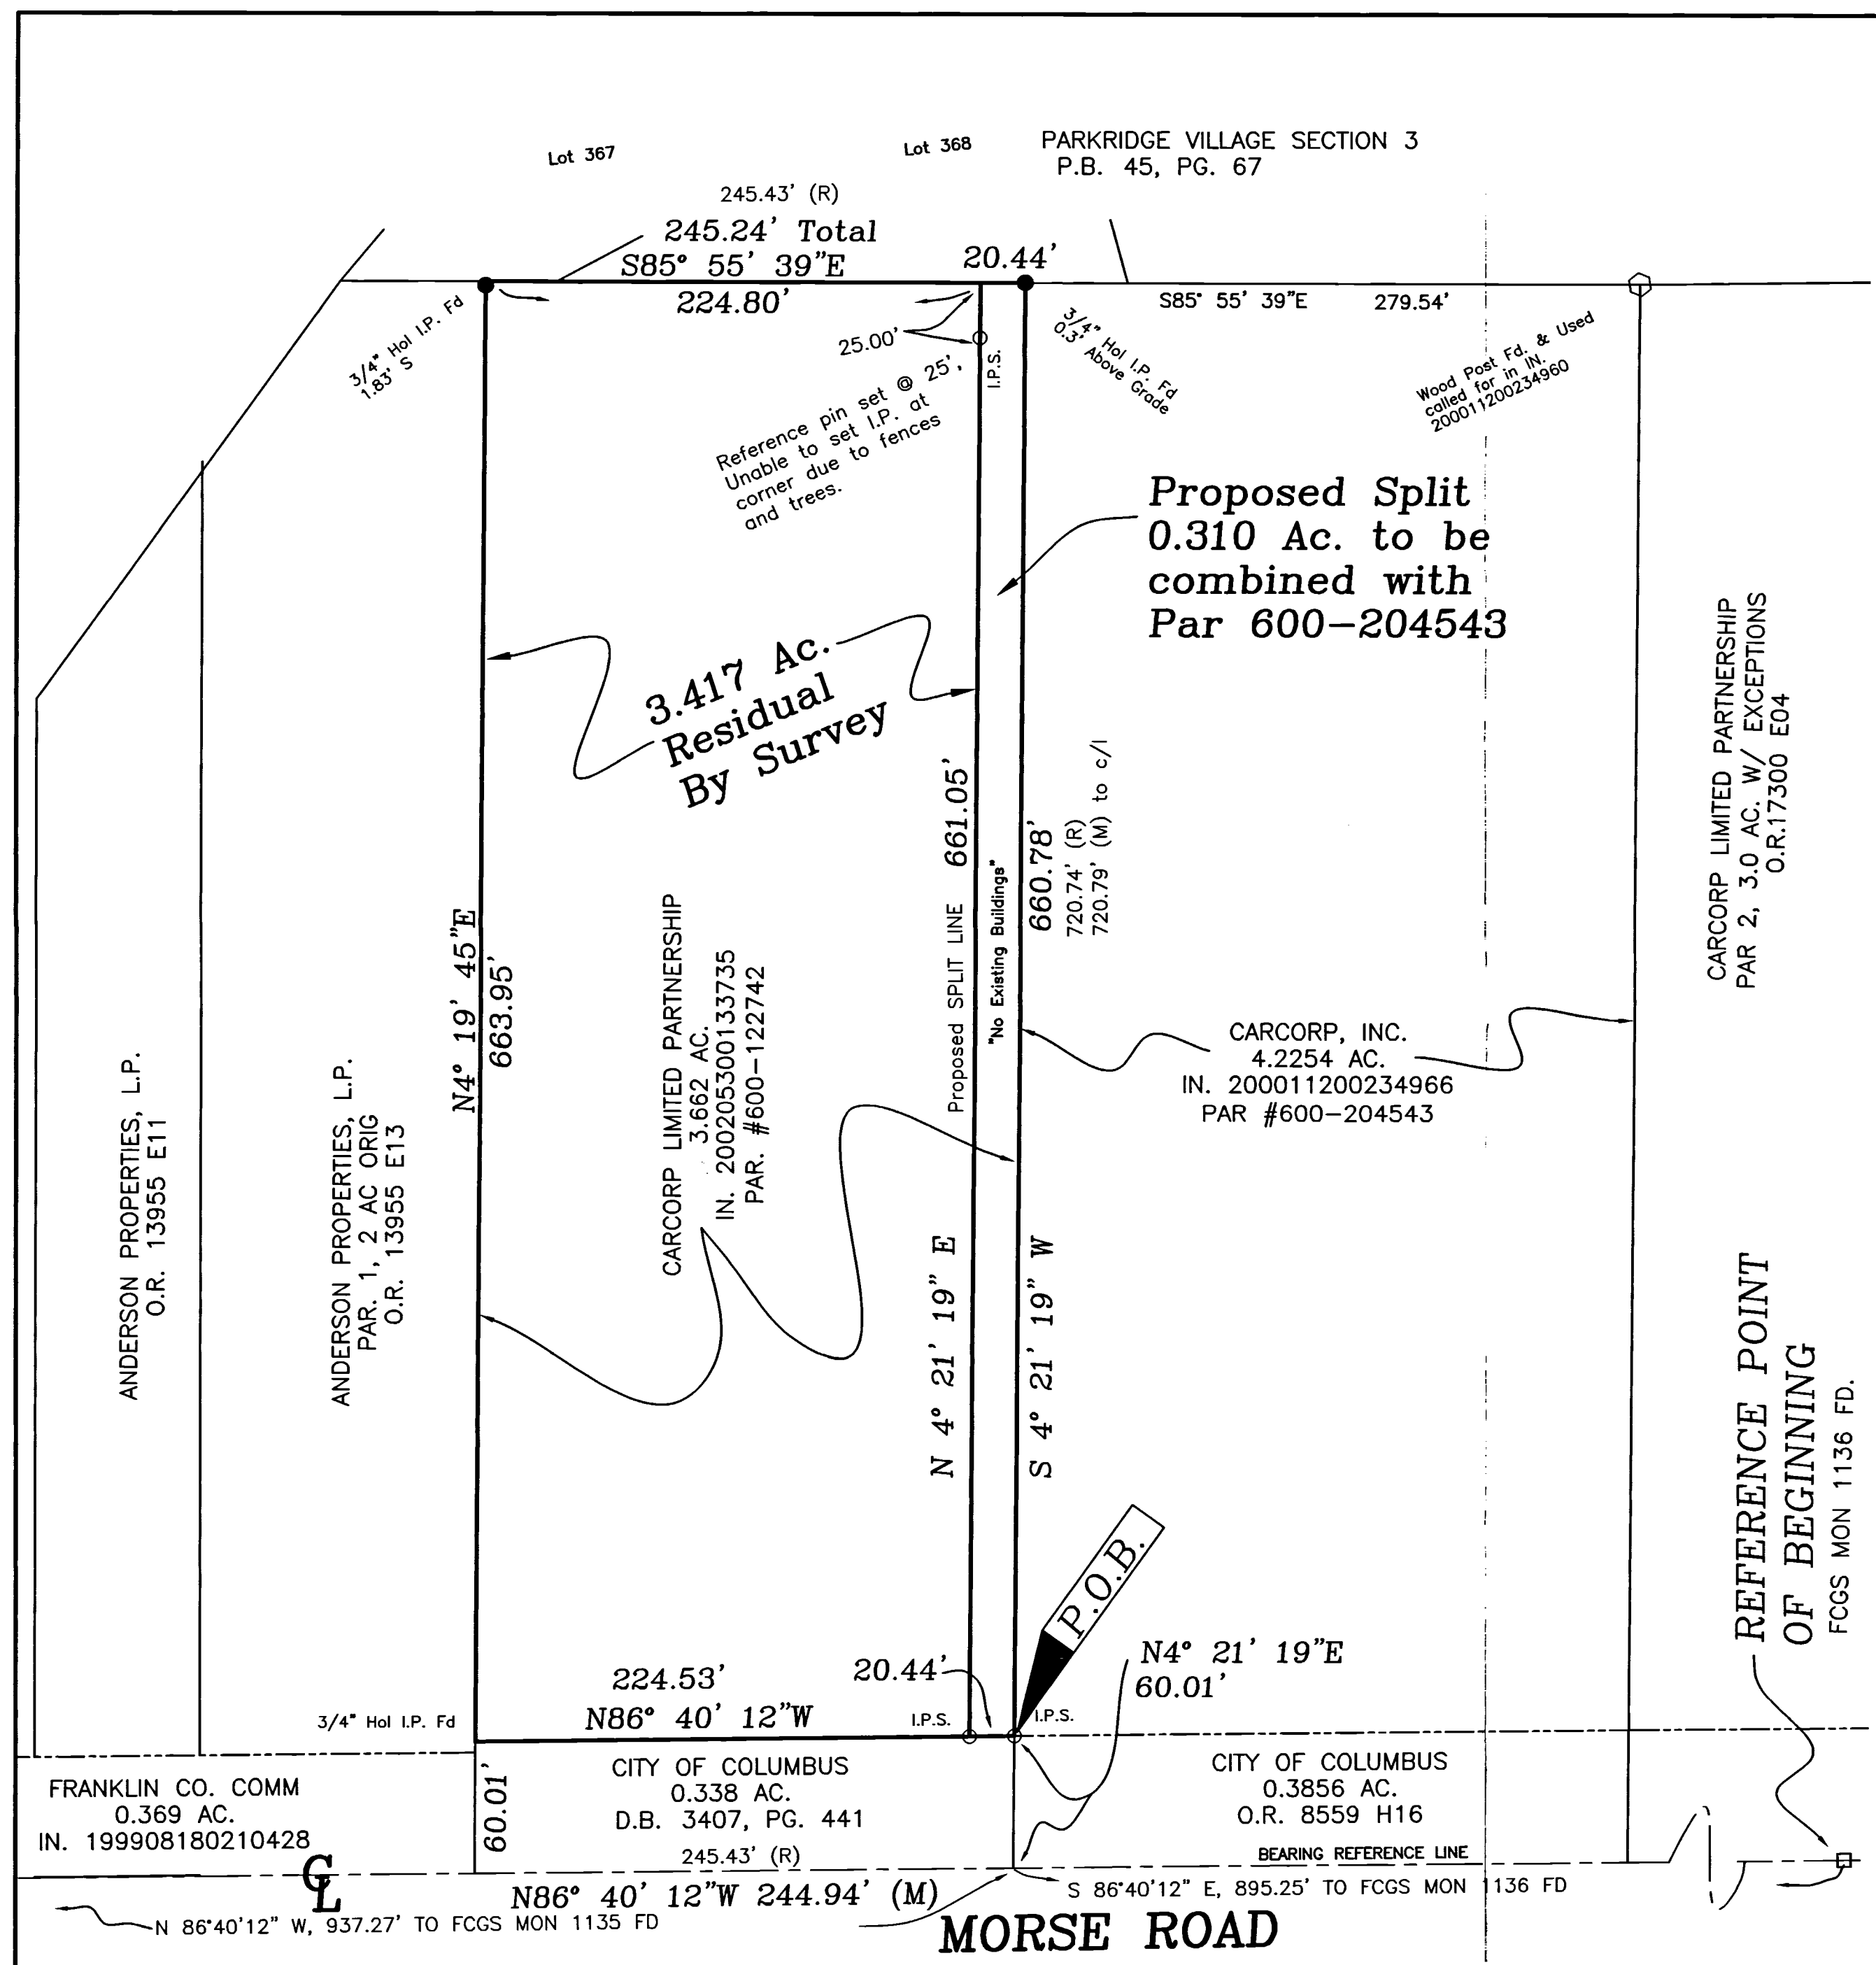 Lot 367
Lot 368
PARKRIDGE VILLAGE SECTION 3
P.B. 45, PG. 67
245.43' (R)
245.24' Total
S85° 55' 39"E
224.80'
20.44'
S85° 55' 39"E 279.54'
3/4" Hol I.P. Fd
1.83' S
25.00'
I.P.S.
3/4" Hol I.P. Fd
0.3' Above Grade
Wood Post Fd. & Used
called for in IN.
200011200234960
Reference pin set @ 25',
Unable to set I.P. at
corner due to fences
and trees.
Proposed Split
0.310 Ac. to be
combined with
Par 600-204543
3.417 Ac.
Residual
By Survey
CARCORP LIMITED PARTNERSHIP
PAR 2, 3.0 AC. W/ EXCEPTIONS
O.R.17300 E04
N4° 19' 45"E
663.95'
CARCORP LIMITED PARTNERSHIP
3.662 AC.
IN. 200205300133735
PAR. #600-122742
Proposed SPLIT LINE 661.05'
"No Existing Buildings"
660.78'
720.74' (R)
720.79' (M) to c/l
CARCORP, INC.
4.2254 AC.
IN. 200011200234966
PAR #600-204543
ANDERSON PROPERTIES, L.P.
O.R. 13955 E11
ANDERSON PROPERTIES, L.P.
PAR. 1, 2 AC ORIG
O.R. 13955 E13
N 4° 21' 19" E
S 4° 21' 19" W
REFERENCE POINT
OF BEGINNING
FCGS MON 1136 FD.
P.O.B.
N4° 21' 19"E
60.01'
224.53'
20.44'
N86° 40' 12"W
3/4" Hol I.P. Fd
I.P.S.
I.P.S.
FRANKLIN CO. COMM
0.369 AC.
IN. 199908180210428
60.01'
CITY OF COLUMBUS
0.338 AC.
D.B. 3407, PG. 441
245.43' (R)
CITY OF COLUMBUS
0.3856 AC.
O.R. 8559 H16
BEARING REFERENCE LINE
CL
N86° 40' 12"W 244.94' (M)
S 86°40'12" E, 895.25' TO FCGS MON 1136 FD
N 86°40'12" W, 937.27' TO FCGS MON 1135 FD
MORSE ROAD